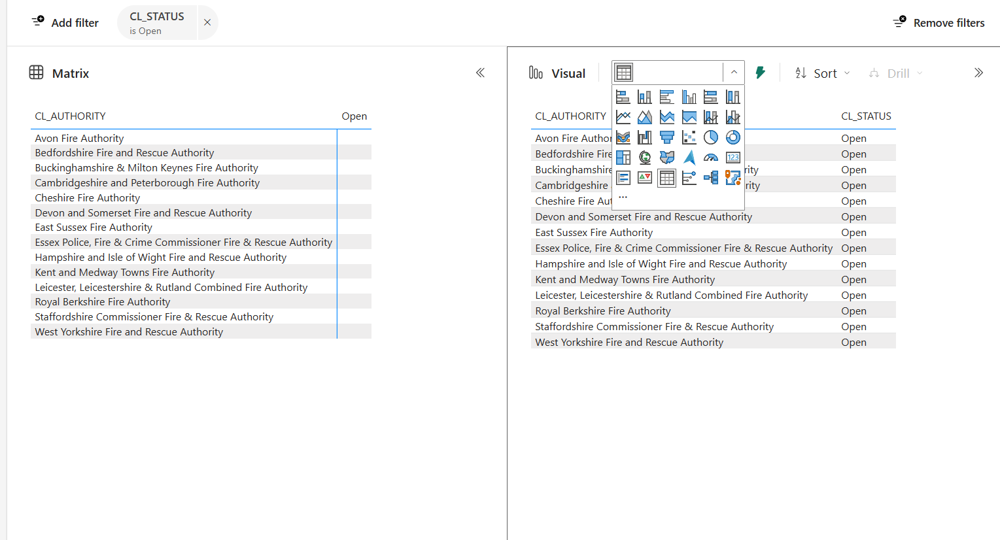 Add filter
CL_STATUS
is Open
Remove filters
Matrix
CL_AUTHORITY Open
Avon Fire Authority
Bedfordshire Fire and Rescue Authority
Buckinghamshire & Milton Keynes Fire Authority
Cambridgeshire and Peterborough Fire Authority
Cheshire Fire Authority
Devon and Somerset Fire and Rescue Authority
East Sussex Fire Authority
Essex Police, Fire & Crime Commissioner Fire & Rescue Authority
Hampshire and Isle of Wight Fire and Rescue Authority
Kent and Medway Towns Fire Authority
Leicester, Leicestershire & Rutland Combined Fire Authority
Royal Berkshire Fire Authority
Staffordshire Commissioner Fire & Rescue Authority
West Yorkshire Fire and Rescue Authority
Visual
Sort
Drill
123
...
CL_AUTHORITY CL_STATUS
Avon Fire Author Open
Bedfordshire Fire Open
Buckinghamshire ty Open
Cambridgeshire rity Open
Cheshire Fire Aut Open
Devon and Somerset Fire and Rescue Authority Open
East Sussex Fire Authority Open
Essex Police, Fire & Crime Commissioner Fire & Rescue Authority Open
Hampshire and Isle of Wight Fire and Rescue Authority Open
Kent and Medway Towns Fire Authority Open
Leicester, Leicestershire & Rutland Combined Fire Authority Open
Royal Berkshire Fire Authority Open
Staffordshire Commissioner Fire & Rescue Authority Open
West Yorkshire Fire and Rescue Authority Open